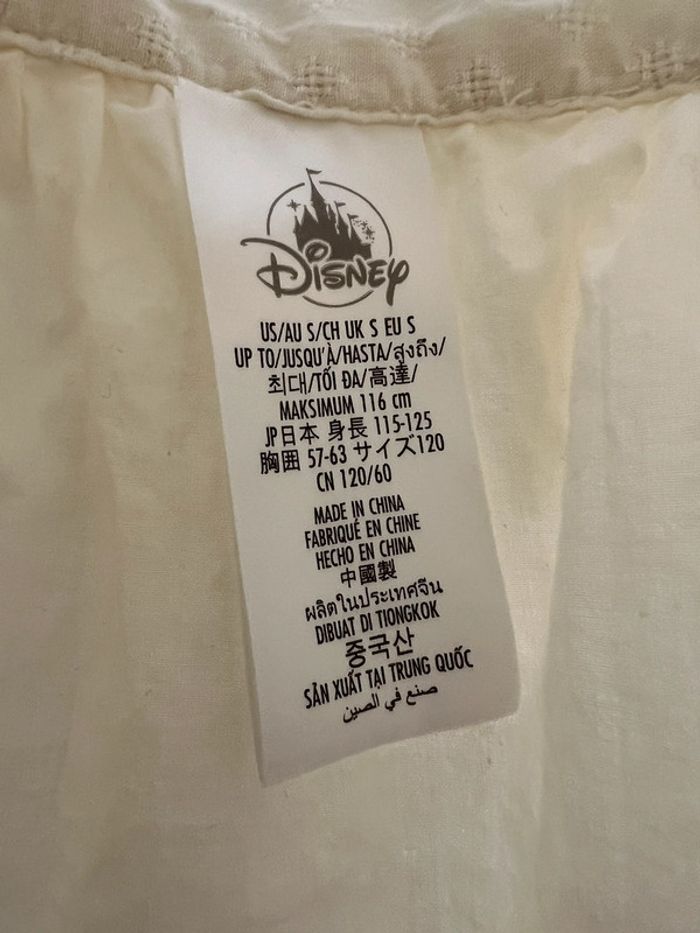 Disney
US/AU S/CH UK S EU S
UP TO/JUSQU'À/HASTA/สูงถึง/
최대/TỐI ĐA/高達/
MAKSIMUM 116 cm
JP日本 身長 115-125
胸囲 57-63 サイズ120
CN 120/60
MADE IN CHINA
FABRIQUÉ EN CHINE
HECHO EN CHINA
中國製
ผลิตในประเทศจีน
DIBUAT DI TIONGKOK
중국산
SẢN XUẤT TẠI TRUNG QUỐC
صنع في الصين